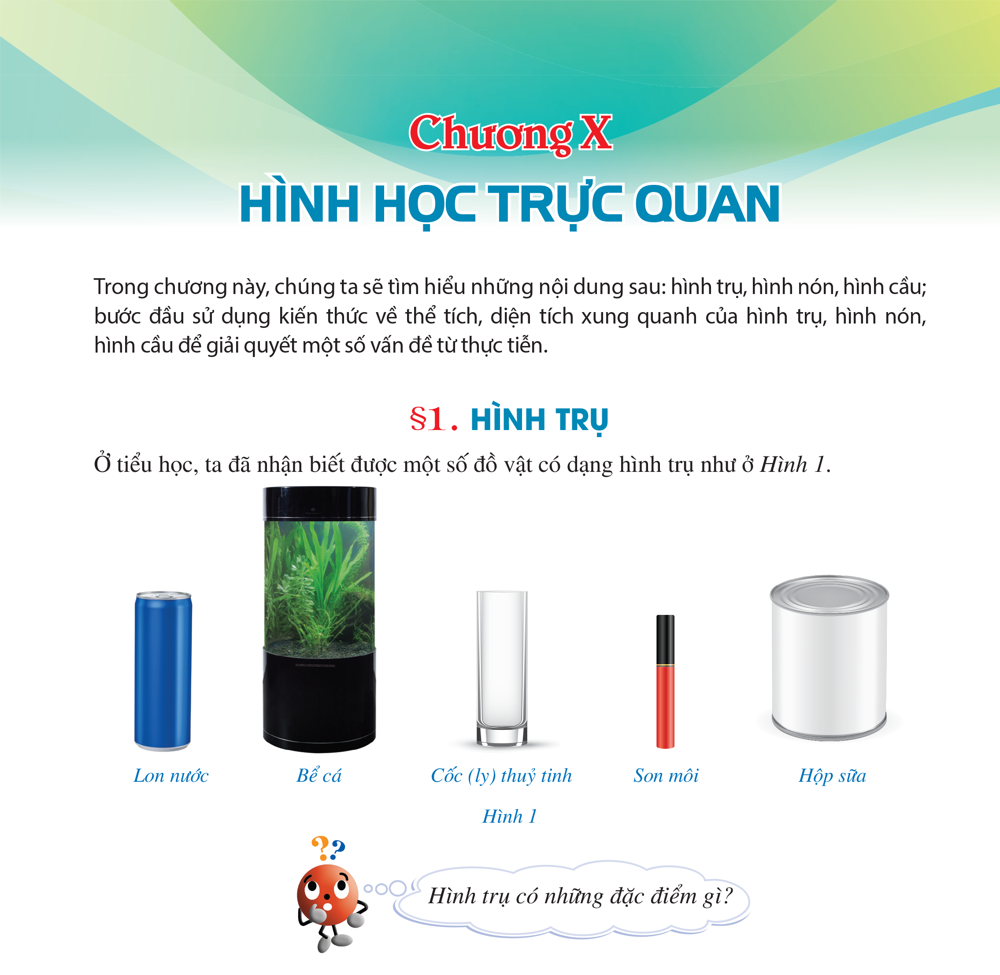 Chương X
HÌNH HỌC TRỰC QUAN
Trong chương này, chúng ta sẽ tìm hiểu những nội dung sau: hình trụ, hình nón, hình cầu;
bước đầu sử dụng kiến thức về thể tích, diện tích xung quanh của hình trụ, hình nón,
hình cầu để giải quyết một số vấn đề từ thực tiễn.
§1. HÌNH TRỤ
Ở tiểu học, ta đã nhận biết được một số đồ vật có dạng hình trụ như ở Hình 1.
Lon nước
Bể cá
Cốc (ly) thuỷ tinh
Son môi
Hộp sữa
Hình 1
??
Hình trụ có những đặc điểm gì?